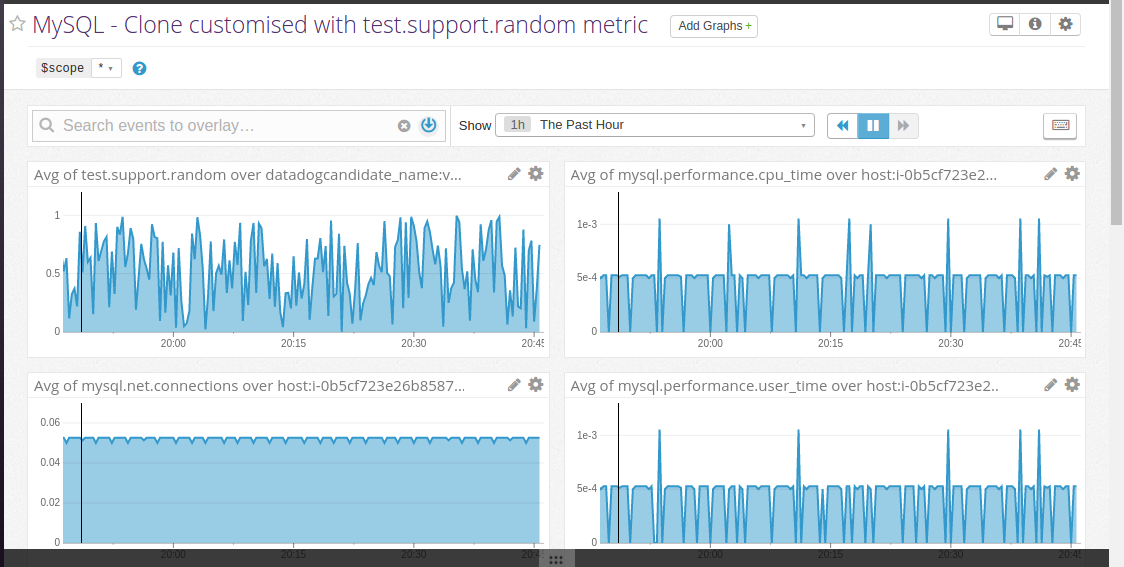 MySQL - Clone customised with test.support.random metric
Add Graphs +
$scope
*
?
Search events to overlay…
Show
1h
The Past Hour
Avg of test.support.random over datadogcandidate_name:v...
1
0.5
0
20:00
20:15
20:30
20:45
Avg of mysql.performance.cpu_time over host:i-0b5cf723e2...
1e-3
5e-4
0
20:00
20:15
20:30
20:45
Avg of mysql.net.connections over host:i-0b5cf723e26b8587...
0.06
0.04
0.02
0
20:00
20:15
20:30
20:45
Avg of mysql.performance.user_time over host:i-0b5cf723e2..
1e-3
5e-4
0
20:00
20:15
20:30
20:45